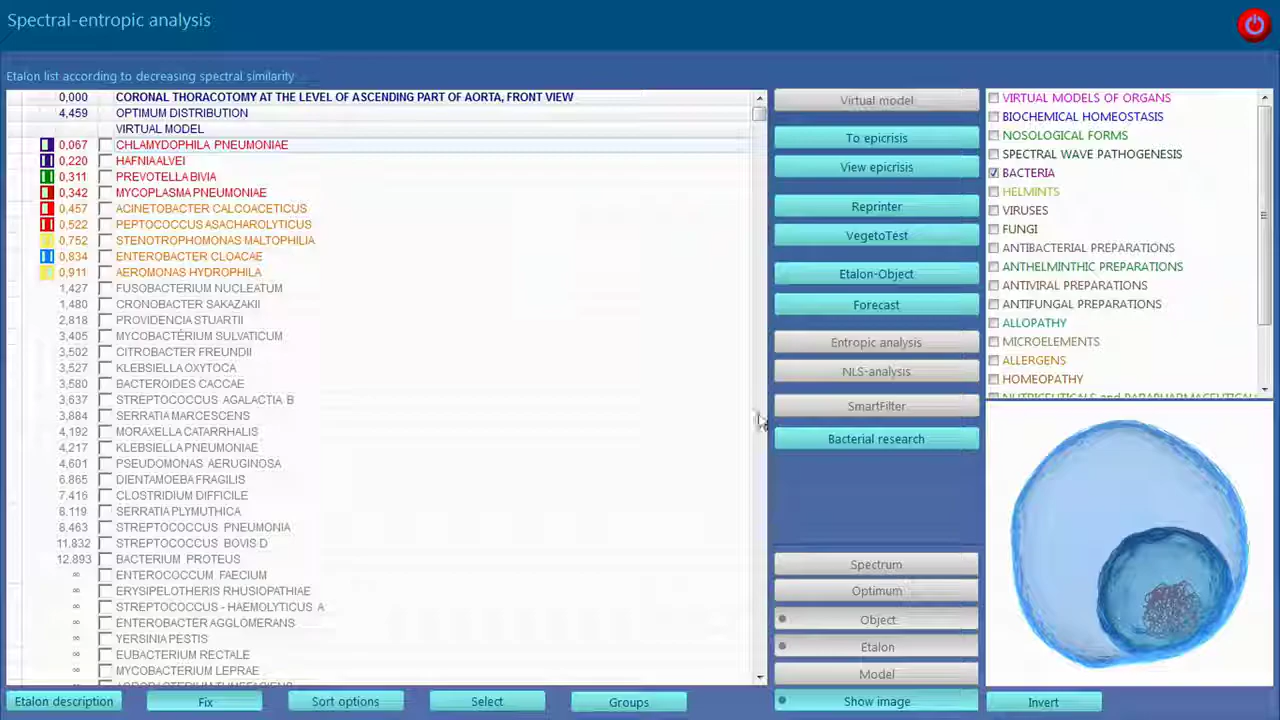 Spectral-entropic analysis
Etalon list according to decreasing spectral similarity
0,000 CORONAL THORACOTOMY AT THE LEVEL OF ASCENDING PART OF AORTA, FRONT VIEW
4,459 OPTIMUM DISTRIBUTION
VIRTUAL MODEL
0,067 CHLAMYDOPHILA PNEUMONIAE
0,220 HAFNIA ALVEI
0,311 PREVOTELLA BIVIA
0,342 MYCOPLASMA PNEUMONIAE
0,457 ACINETOBACTER CALCOACETICUS
0,522 PEPTOCOCCUS ASACHAROLYTICUS
0,752 STENOTROPHOMONAS MALTOPHILIA
0,834 ENTEROBACTER CLOACAE
0,911 AEROMONAS HYDROPHILA
1,427 FUSOBACTERIUM NUCLEATUM
1,480 CRONOBACTER SAKAZAKII
2,818 PROVIDENCIA STUARTII
3,405 MYCOBACTÉRIUM SULVATICUM
3,502 CITROBACTER FREUNDII
3,527 KLEBSIELLA OXYTOCA
3,580 BACTEROIDES CACCAE
3,637 STREPTOCOCCUS AGALACTIA B
3,884 SERRATIA MARCESCENS
4,192 MORAXELLA CATARRHALIS
4,217 KLEBSIELLA PNEUMONIAE
4,601 PSEUDOMONAS AERUGINOSA
6.865 DIENTAMOEBA FRAGILIS
7.416 CLOSTRIDIUM DIFFICILE
8.119 SERRATIA PLYMUTHICA
8.463 STREPTOCOCCUS PNEUMONIA
11,832 STREPTOCOCCUS BOVIS D
12.893 BACTERIUM PROTEUS
∞ ENTEROCOCCUM FAECIUM
∞ ERYSIPELOTHERIS RHUSIOPATHIAE
∞ STREPTOCOCCUS - HAEMOLYTICUS A
∞ ENTEROBACTER AGGLOMERANS
∞ YERSINIA PESTIS
∞ EUBACTERIUM RECTALE
∞ MYCOBACTERIUM LEPRAE
Virtual model
To epicrisis
View epicrisis
Reprinter
VegetoTest
Etalon-Object
Forecast
Entropic analysis
NLS-analysis
SmartFilter
Bacterial research
Spectrum
Optimum
Object
Etalon
Model
Show image
VIRTUAL MODELS OF ORGANS
BIOCHEMICAL HOMEOSTASIS
NOSOLOGICAL FORMS
SPECTRAL WAVE PATHOGENESIS
BACTERIA
HELMINTS
VIRUSES
FUNGI
ANTIBACTERIAL PREPARATIONS
ANTHELMINTHIC PREPARATIONS
ANTIVIRAL PREPARATIONS
ANTIFUNGAL PREPARATIONS
ALLOPATHY
MICROELEMENTS
ALLERGENS
HOMEOPATHY
Etalon description
Fix
Sort options
Select
Groups
Invert